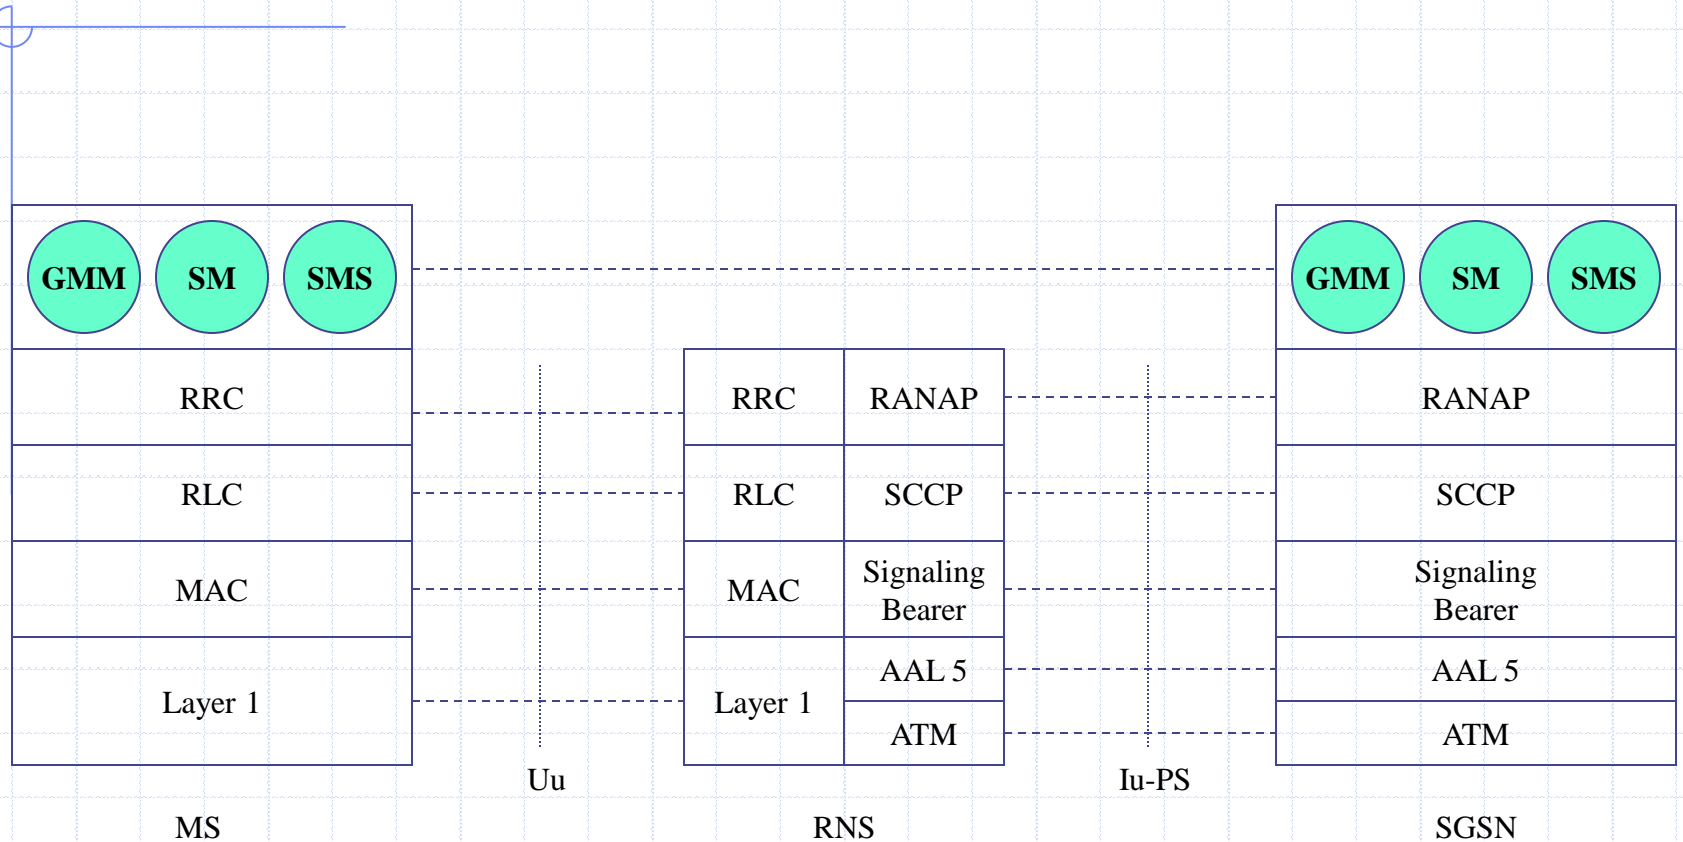 GMM SM SMS GMM SM SMS
RRC RRC RANAP RANAP
RLC RLC SCCP SCCP
MAC MAC Signaling Bearer Signaling Bearer
AAL 5 AAL 5
Layer 1 Layer 1
ATM ATM
Uu Iu-PS
MS RNS SGSN